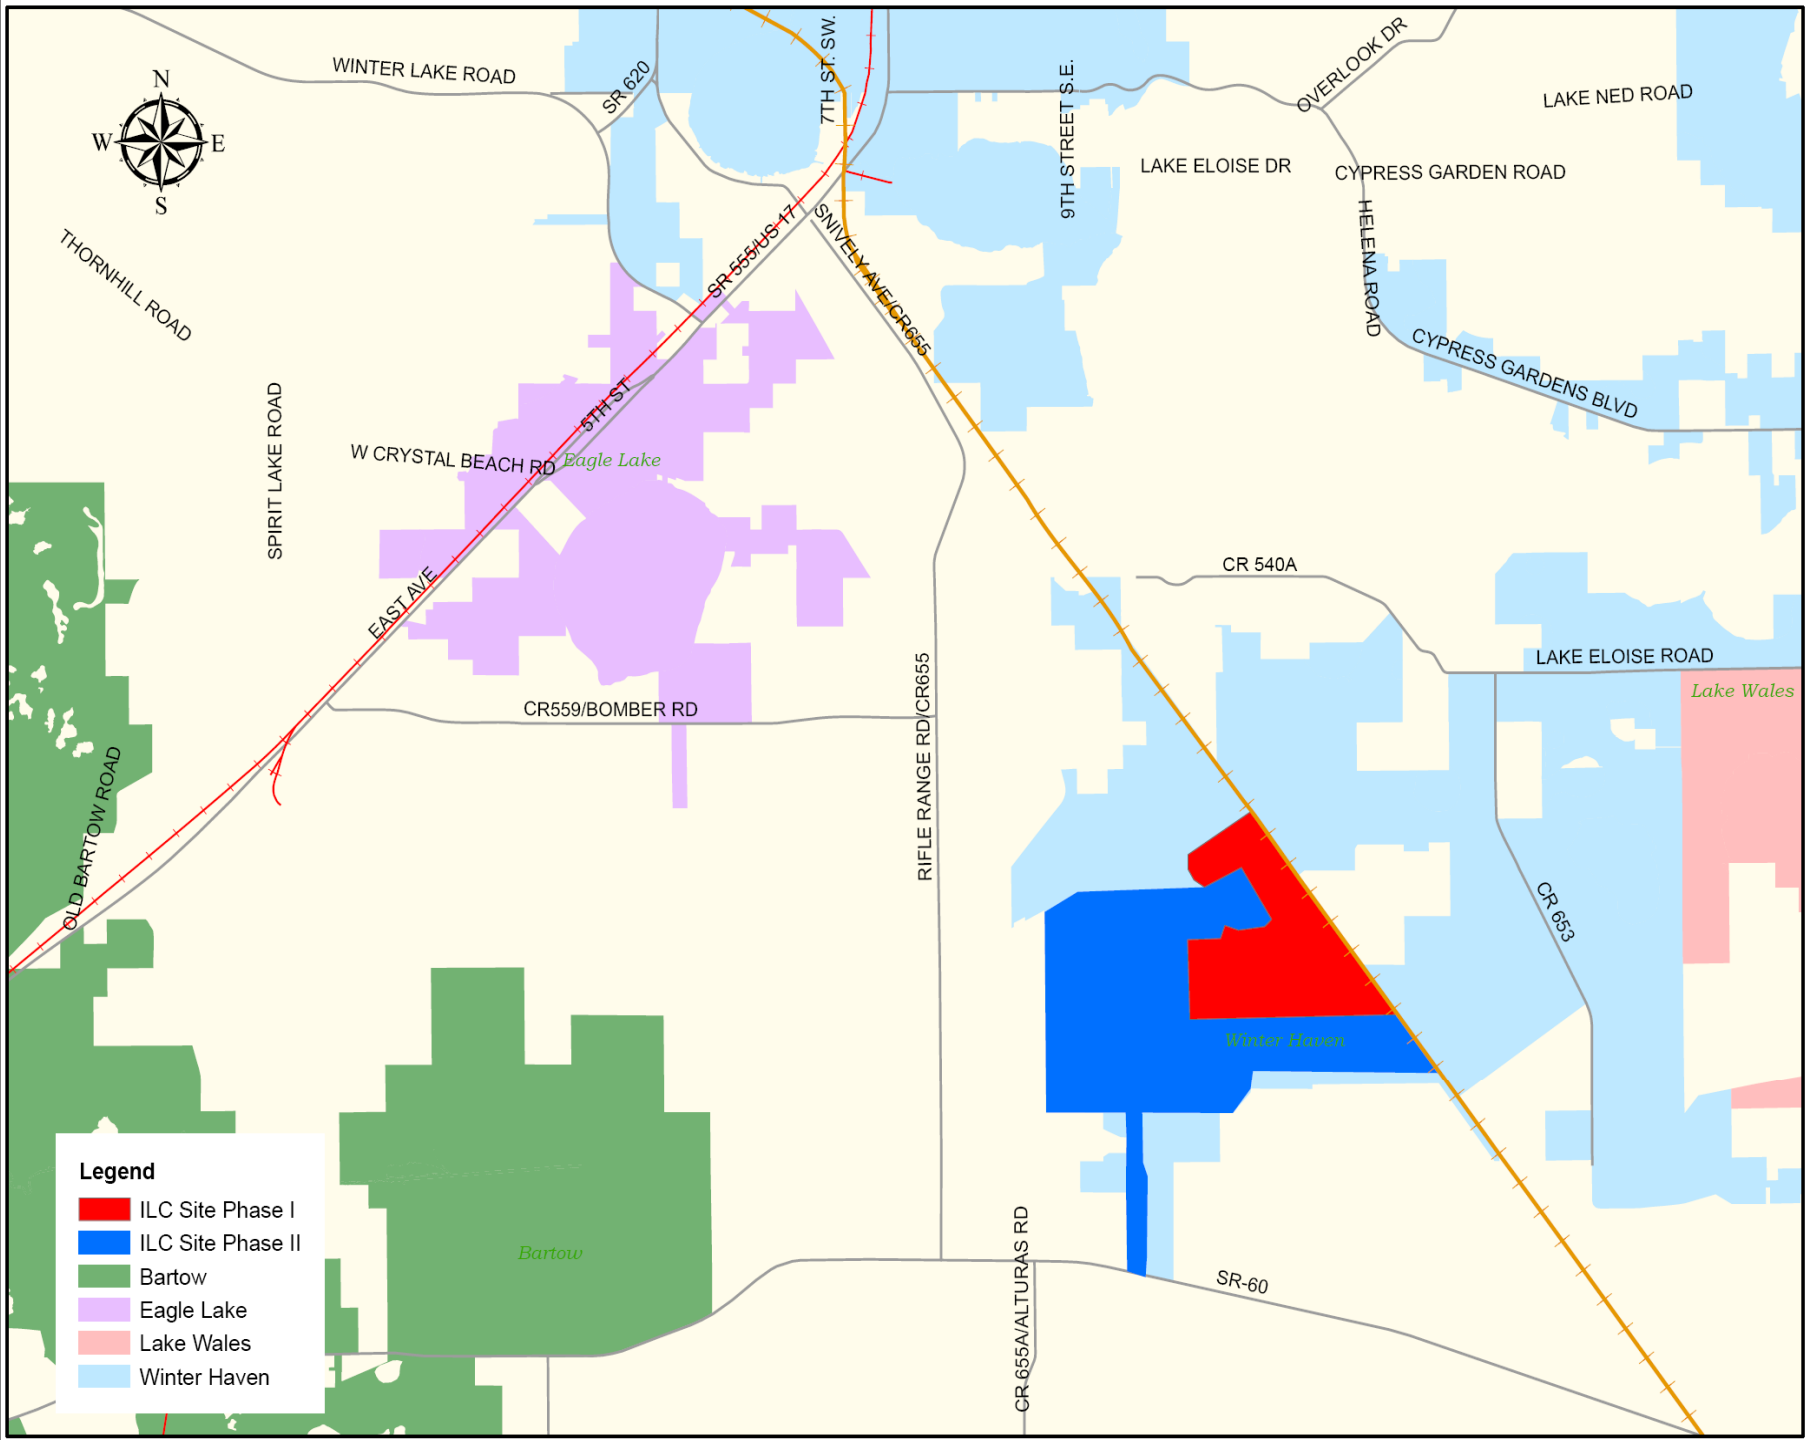 WINTER LAKE ROAD
SR 620
7TH ST. SW.
9TH STREET S.E.
OVERLOOK DR
LAKE NED ROAD
N
W
E
S
LAKE ELOISE DR
CYPRESS GARDEN ROAD
HELENA ROAD
THORNHILL ROAD
SR 555/US 17
SNIVELY AVE/CR655
CYPRESS GARDENS BLVD
SPIRIT LAKE ROAD
5TH ST
W CRYSTAL BEACH RD
Eagle Lake
EAST AVE
CR 540A
LAKE ELOISE ROAD
Lake Wales
CR559/BOMBER RD
RIFLE RANGE RD/CR655
OLD BARTOW ROAD
CR 653
Winter Haven
Bartow
CR 655A/ALTURAS RD
SR-60
Legend
ILC Site Phase I
ILC Site Phase II
Bartow
Eagle Lake
Lake Wales
Winter Haven